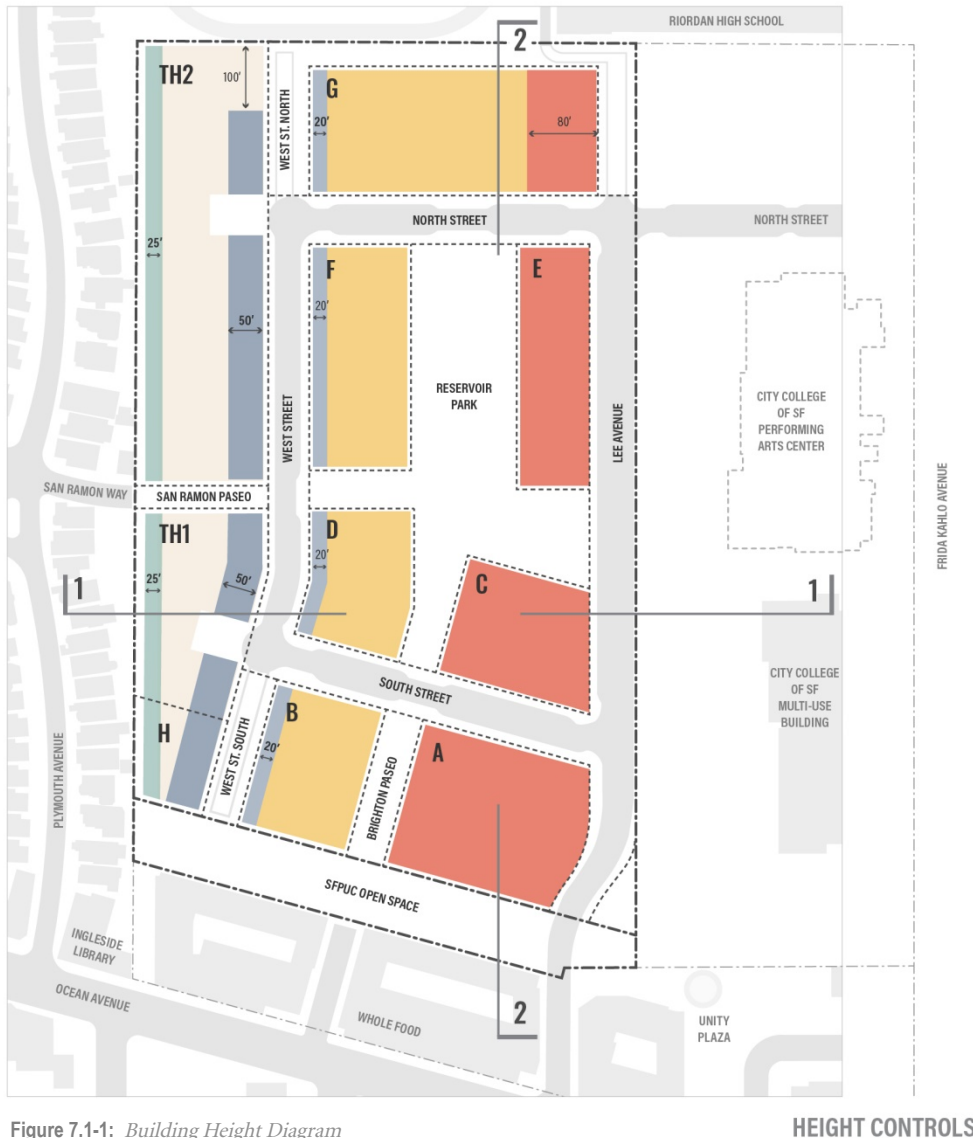 RIORDAN HIGH SCHOOL
2
TH2
100'
WEST ST. NORTH
G
20'
80'
NORTH STREET
NORTH STREET
25'
F
E
20'
50'
WEST STREET
RESERVOIR
PARK
LEE AVENUE
CITY COLLEGE
OF SF
PERFORMING
ARTS CENTER
FRIDA KAHLO AVENUE
SAN RAMON WAY
SAN RAMON PASEO
TH1
D
20'
25'
50'
C
1
1
SOUTH STREET
CITY COLLEGE
OF SF
MULTI-USE
BUILDING
H
WEST ST. SOUTH
B
20'
A
BRIGHTON PASEO
PLYMOUTH AVENUE
SFPUC OPEN SPACE
INGLESIDE
LIBRARY
OCEAN AVENUE
WHOLE FOOD
2
UNITY
PLAZA
Figure 7.1-1: Building Height Diagram
HEIGHT CONTROLS